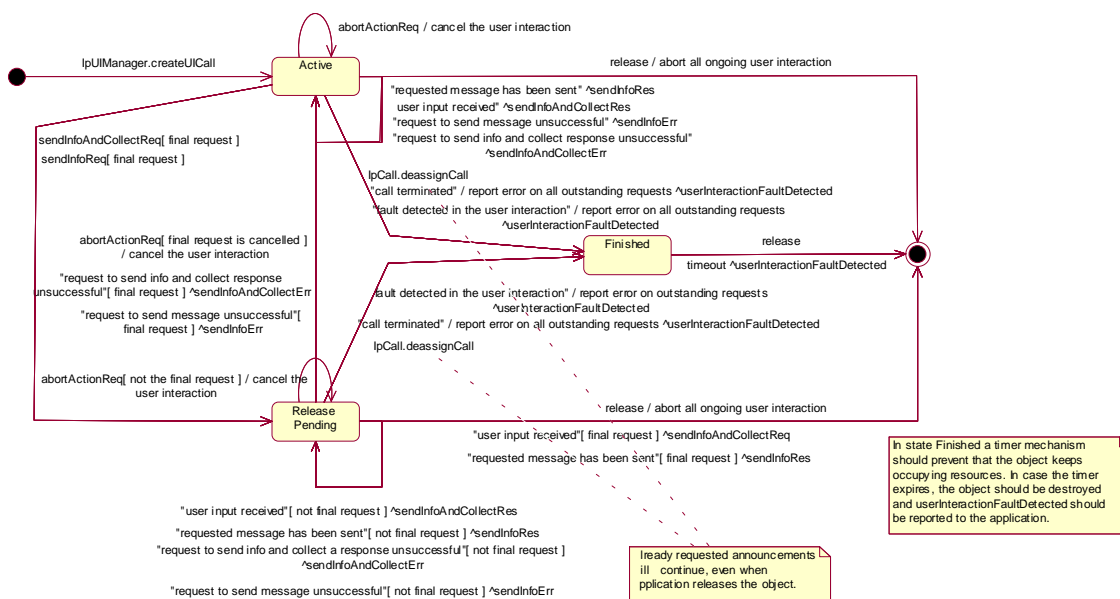 abortActionReq / cancel the user interaction
IpUIManager.createUICall
Active
release / abort all ongoing user interaction
"requested message has been sent" ^sendInfoRes
user input received" ^sendInfoAndCollectRes
"request to send message unsuccessful" ^sendInfoErr
"request to send info and collect response unsuccessful"
^sendInfoAndCollectErr
sendInfoAndCollectReq[ final request ]
sendInfoReq[ final request ]
IpCall.deassignCall
"call terminated" / report error on all outstanding requests ^userInteractionFaultDetected
"fault detected in the user interaction" / report error on all outstanding requests
^userInteractionFaultDetected
abortActionReq[ final request is cancelled ]
/ cancel the user interaction
Finished
release
timeout ^userInteractionFaultDetected
"request to send info and collect response
unsuccessful"[ final request ] ^sendInfoAndCollectErr
"request to send message unsuccessful"[
final request ] ^sendInfoErr
fault detected in the user interaction" / report error on outstanding requests
^userInteractionFaultDetected
"call terminated" / report error on all outstanding requests ^userInteractionFaultDetected
IpCall.deassignCall
abortActionReq[ not the final request ] / cancel the
user interaction
Release
Pending
release / abort all ongoing user interaction
"user input received"[ final request ] ^sendInfoAndCollectReq
"requested message has been sent"[ final request ] ^sendInfoRes
In state Finished a timer mechanism
should prevent that the object keeps
occupying resources. In case the timer
expires, the object should be destroyed
and userInteractionFaultDetected should
be reported to the application.
"user input received"[ not final request ] ^sendInfoAndCollectRes
"requested message has been sent"[ not final request ] ^sendInfoRes
"request to send info and collect a response unsuccessful"[ not final request ]
^sendInfoAndCollectErr
"request to send message unsuccessful"[ not final request ] ^sendInfoErr
lready requested announcements
ill continue, even when
pplication releases the object.